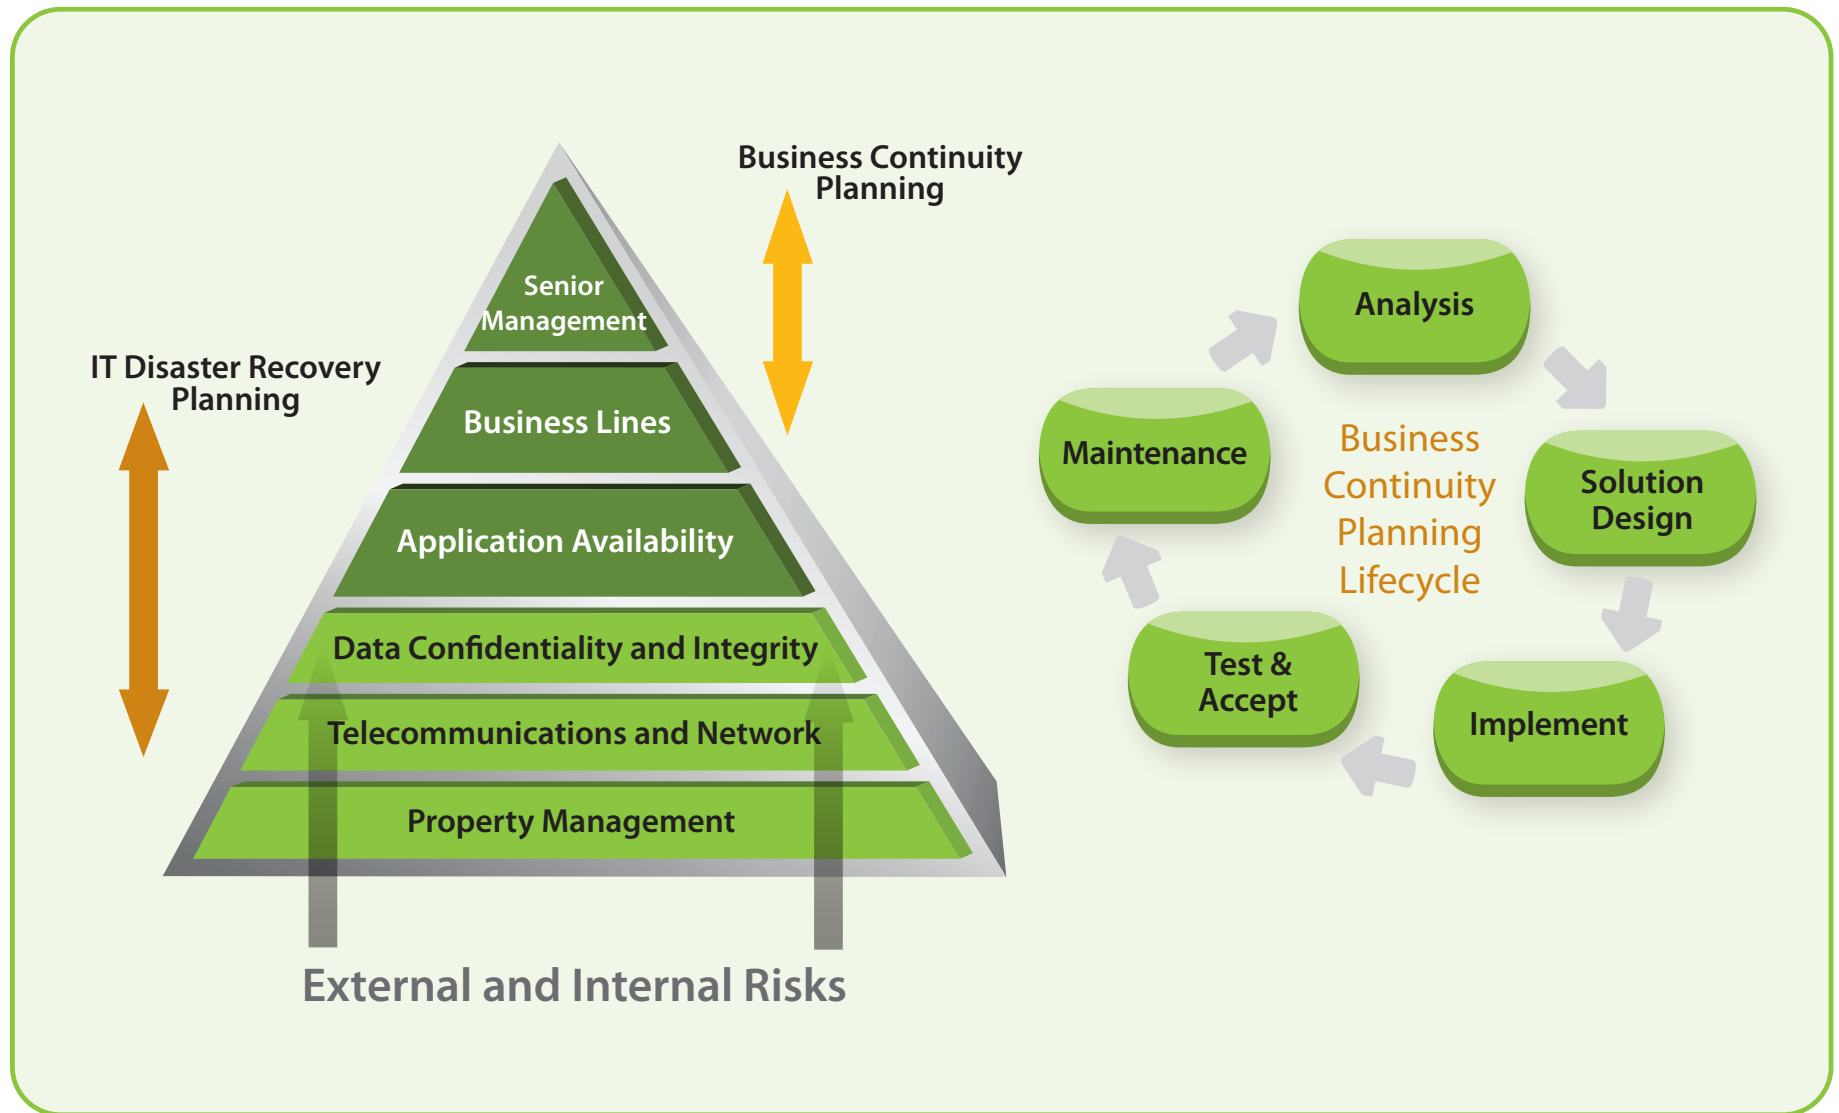 Business Continuity
Planning
Senior
Management
IT Disaster Recovery
Planning
Business Lines
Application Availability
Data Confidentiality and Integrity
Telecommunications and Network
Property Management
External and Internal Risks
Analysis
Maintenance
Business
Continuity
Planning
Lifecycle
Solution
Design
Test &
Accept
Implement